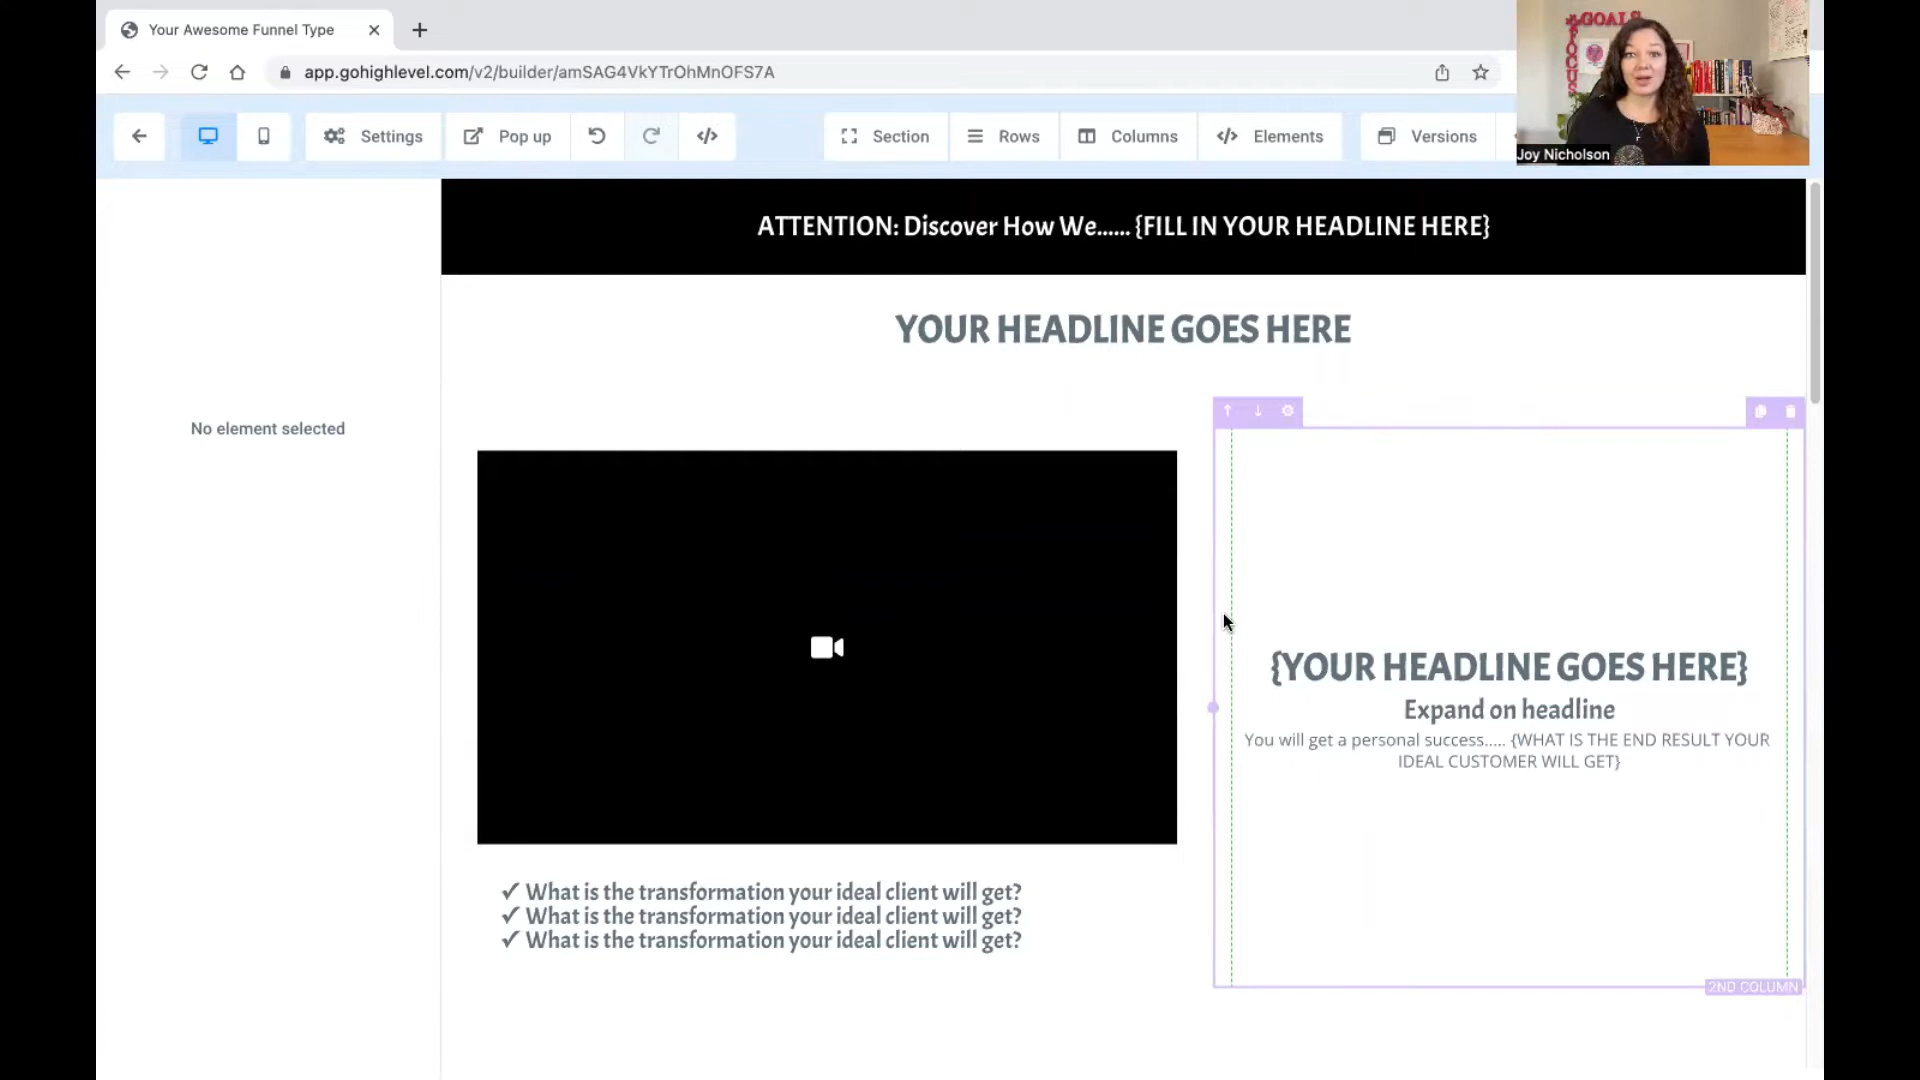 Your Awesome Funnel Type
app.gohighlevel.com/v2/builder/amSAG4VkYTrOhMnOFS7A
Settings
Pop up
Section
Rows
Columns
Elements
Versions
GOALS
FOCUS
Joy Nicholson
ATTENTION: Discover How We...... {FILL IN YOUR HEADLINE HERE}
YOUR HEADLINE GOES HERE
No element selected
{YOUR HEADLINE GOES HERE}
Expand on headline
You will get a personal success..... {WHAT IS THE END RESULT YOUR
IDEAL CUSTOMER WILL GET}
✓ What is the transformation your ideal client will get?
✓ What is the transformation your ideal client will get?
✓ What is the transformation your ideal client will get?
2ND COLUMN